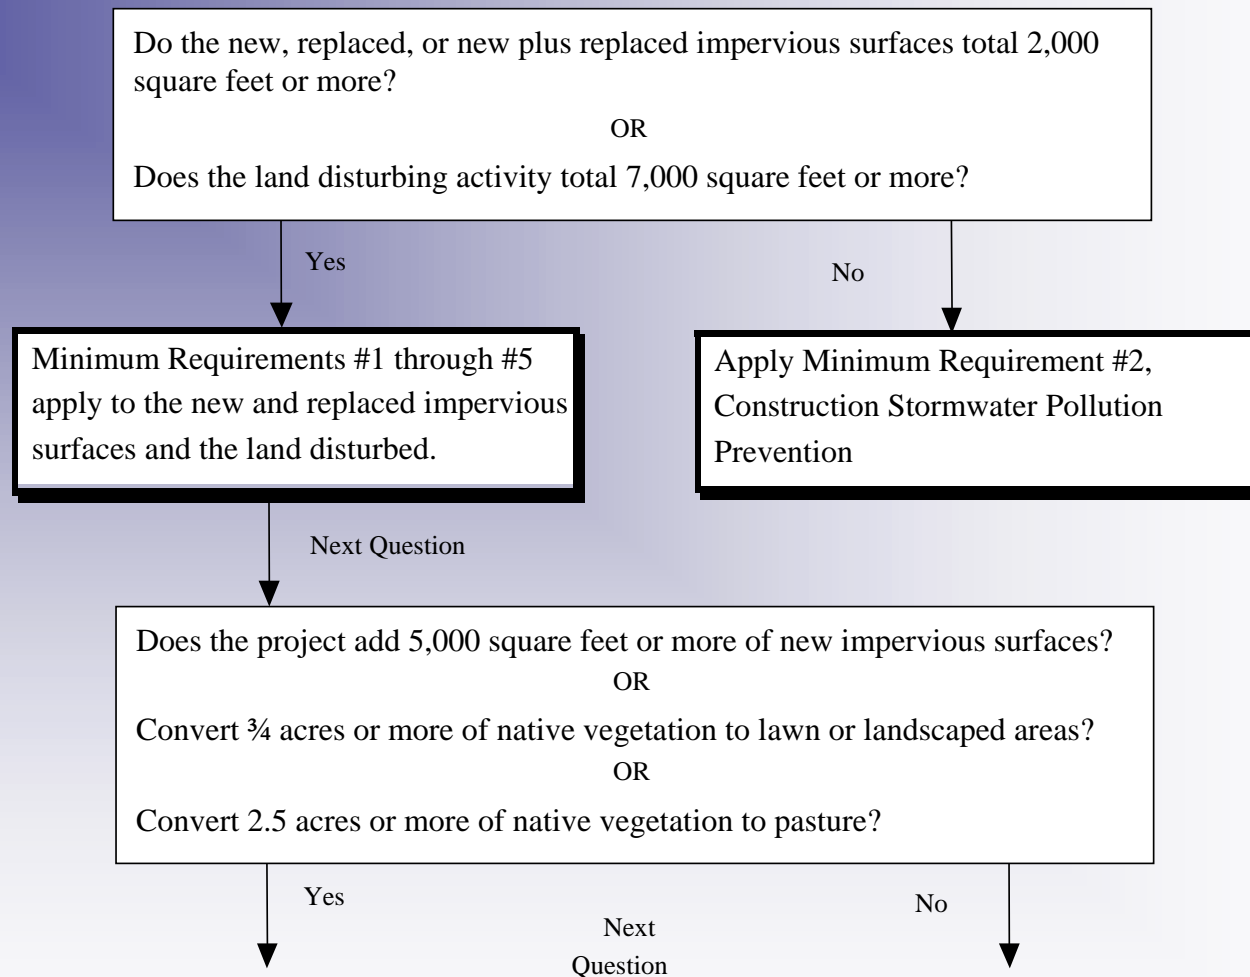 Do the new, replaced, or new plus replaced impervious surfaces total 2,000
square feet or more?
OR
Does the land disturbing activity total 7,000 square feet or more?
Yes
No
Minimum Requirements #1 through #5
apply to the new and replaced impervious
surfaces and the land disturbed.
Apply Minimum Requirement #2,
Construction Stormwater Pollution
Prevention
Next Question
Does the project add 5,000 square feet or more of new impervious surfaces?
OR
Convert ¾ acres or more of native vegetation to lawn or landscaped areas?
OR
Convert 2.5 acres or more of native vegetation to pasture?
Yes
No
Next
Question